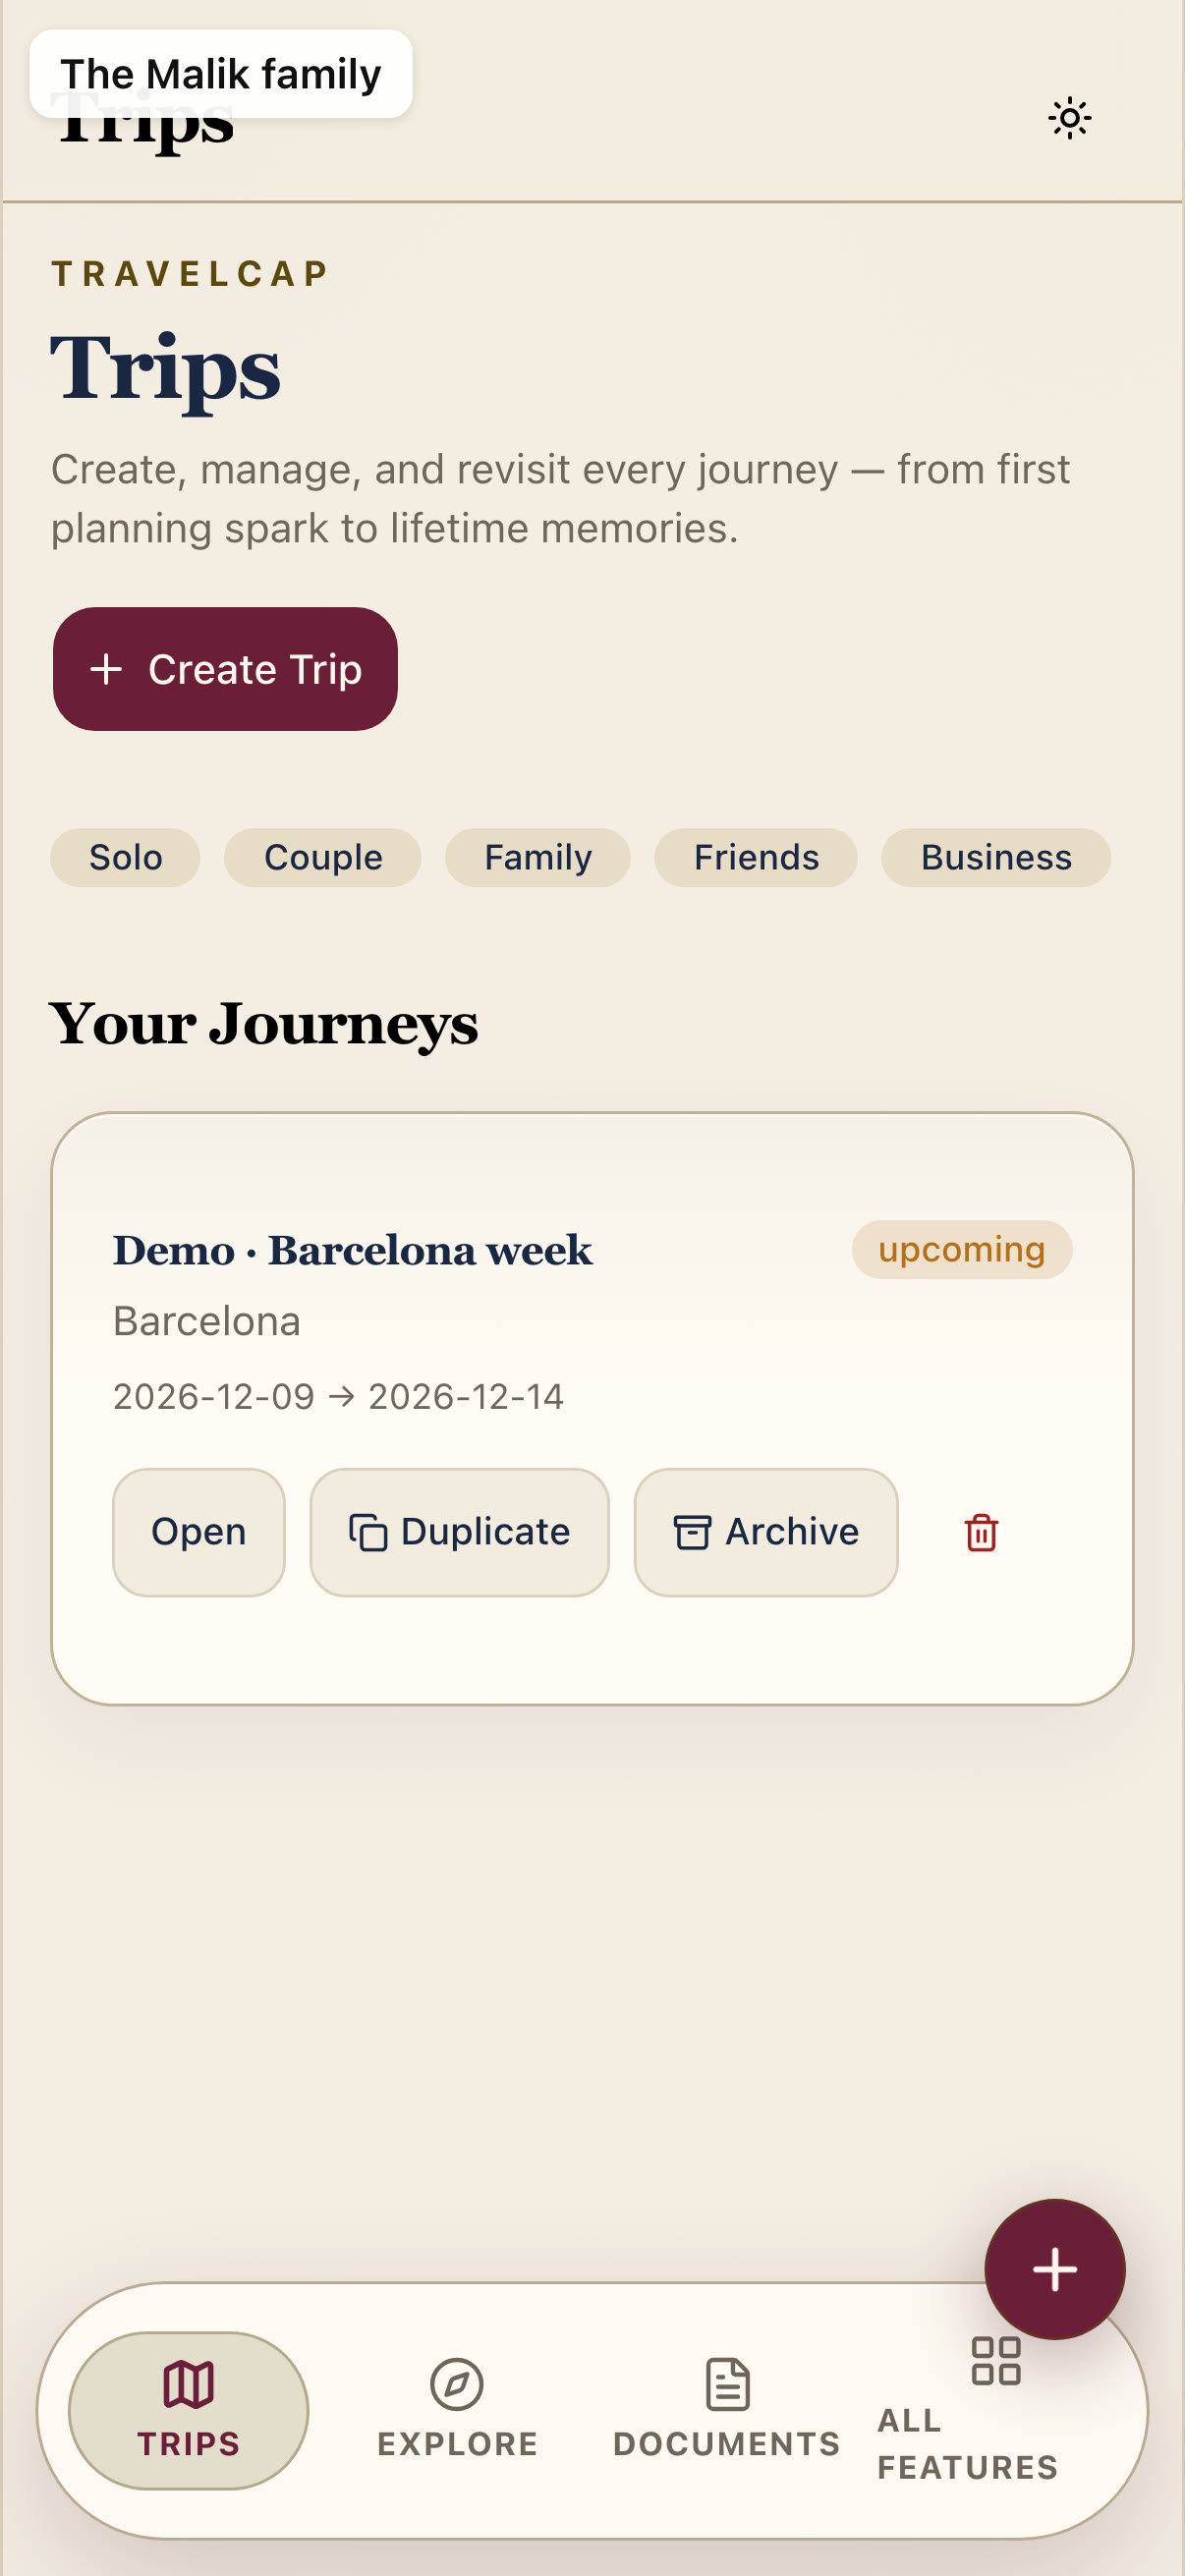 The Malik family
Trips
TRAVELCAP
Trips
Create, manage, and revisit every journey — from first
planning spark to lifetime memories.
+ Create Trip
Solo Couple Family Friends Business
Your Journeys
Demo · Barcelona week upcoming
Barcelona
2026-12-09 → 2026-12-14
Open Duplicate Archive
TRIPS EXPLORE DOCUMENTS ALL
FEATURES